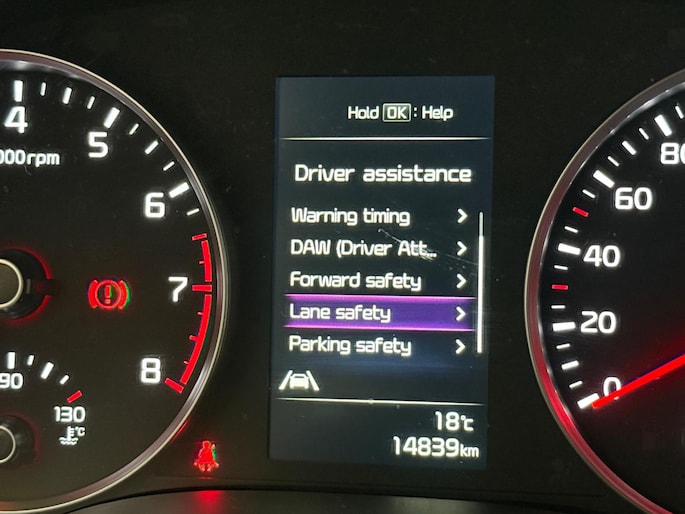 Hold OK : Help
Driver assistance
Warning timing
DAW (Driver Att...
Forward safety
Lane safety
Parking safety
18°C
14839km
4
5
6
7
8
000rpm
90
130
°C
80
60
40
20
0